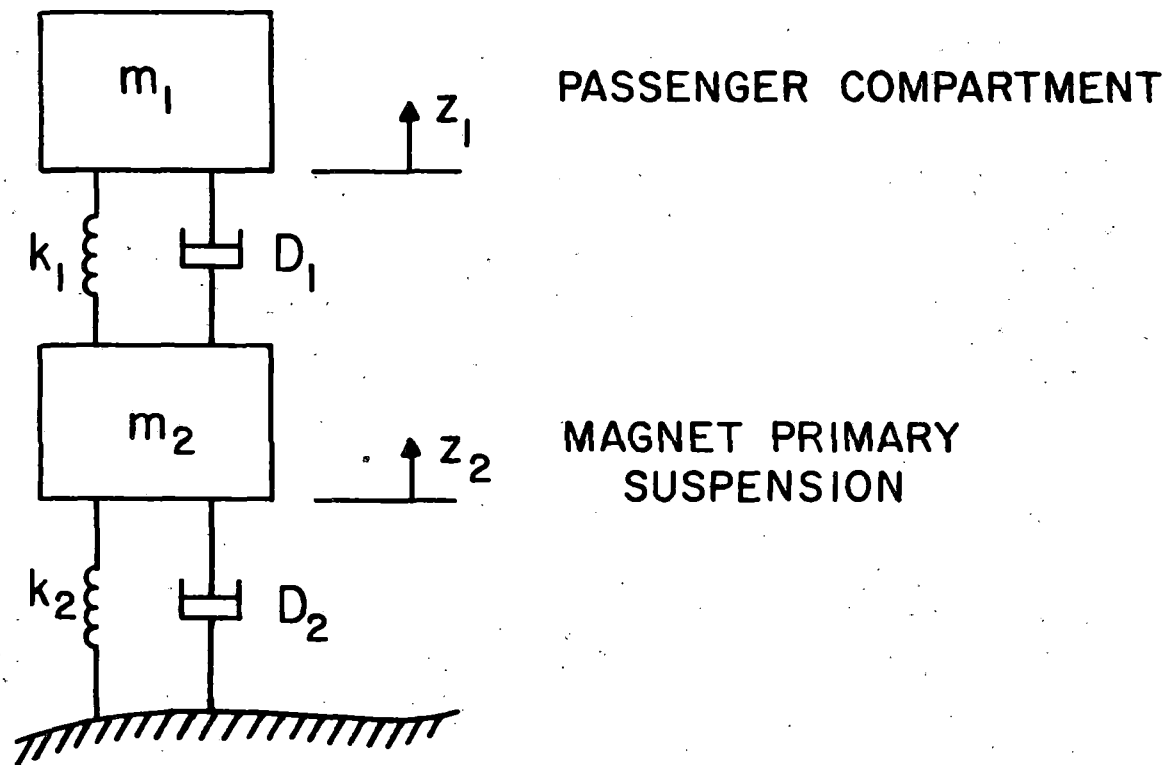 m₁
PASSENGER COMPARTMENT
z₁
k₁
D₁
m₂
MAGNET PRIMARY
SUSPENSION
z₂
k₂
D₂